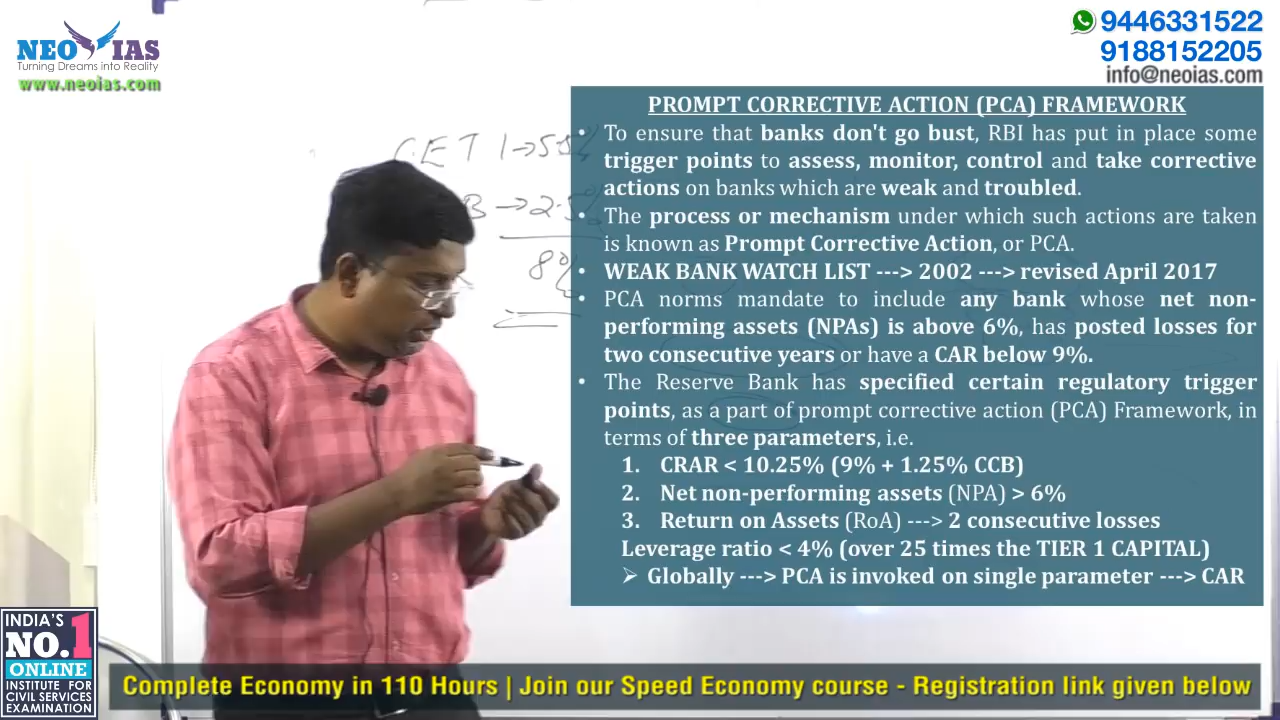 NEO IAS
Turning Dreams into Reality
www.neoias.com
9446331522
9188152205
info@neoias.com
CET 1→5.5%
B →2.5%
8%
PROMPT CORRECTIVE ACTION (PCA) FRAMEWORK
• To ensure that banks don't go bust, RBI has put in place some
trigger points to assess, monitor, control and take corrective
actions on banks which are weak and troubled.
• The process or mechanism under which such actions are taken
is known as Prompt Corrective Action, or PCA.
• WEAK BANK WATCH LIST ---> 2002 ---> revised April 2017
• PCA norms mandate to include any bank whose net non-
performing assets (NPAs) is above 6%, has posted losses for
two consecutive years or have a CAR below 9%.
• The Reserve Bank has specified certain regulatory trigger
points, as a part of prompt corrective action (PCA) Framework, in
terms of three parameters, i.e.
1. CRAR < 10.25% (9% + 1.25% CCB)
2. Net non-performing assets (NPA) > 6%
3. Return on Assets (RoA) ---> 2 consecutive losses
Leverage ratio < 4% (over 25 times the TIER 1 CAPITAL)
➢ Globally ---> PCA is invoked on single parameter ---> CAR
INDIA'S
NO.1
ONLINE
INSTITUTE FOR
CIVIL SERVICES
EXAMINATION
Complete Economy in 110 Hours | Join our Speed Economy course - Registration link given below